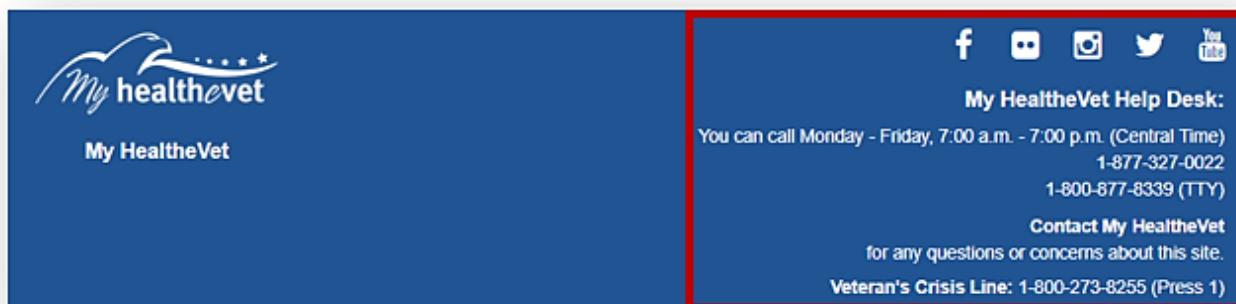 My healthevet
My HealtheVet
You Tube
My HealtheVet Help Desk:
You can call Monday - Friday, 7:00 a.m. - 7:00 p.m. (Central Time)
1-877-327-0022
1-800-877-8339 (TTY)
Contact My HealtheVet
for any questions or concerns about this site.
Veteran's Crisis Line: 1-800-273-8255 (Press 1)